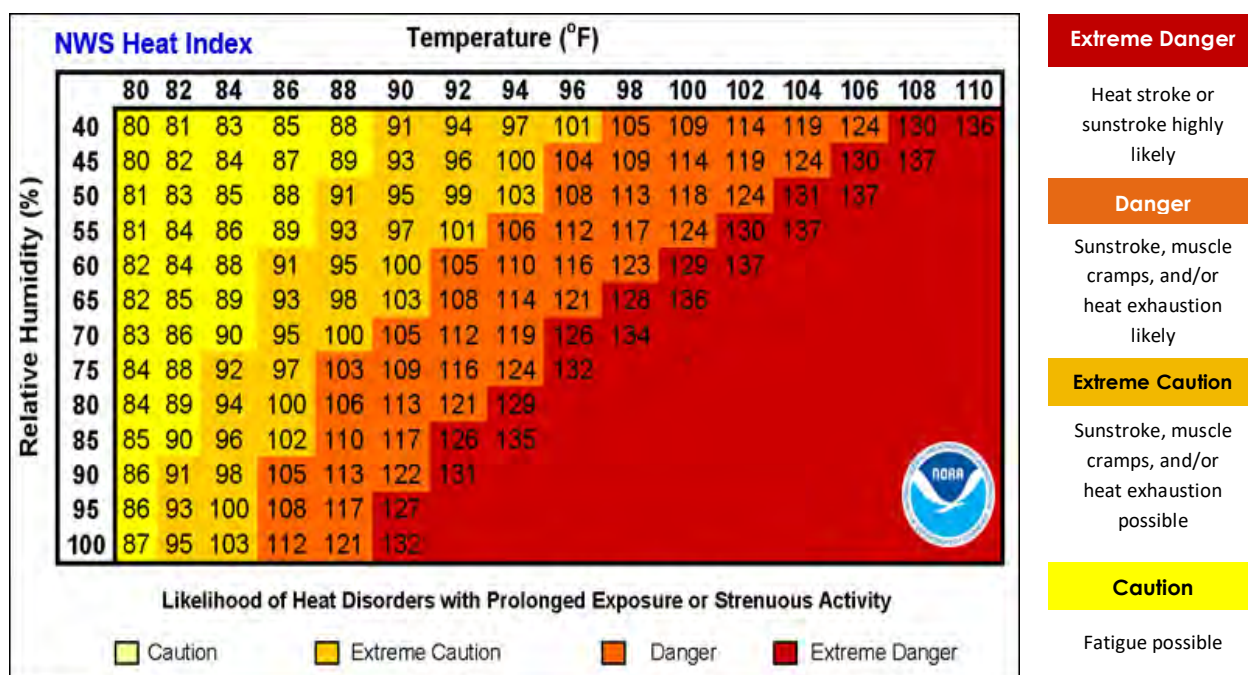 NWS Heat Index
Temperature (°F)
80 82 84 86 88 90 92 94 96 98 100 102 104 106 108 110
Relative Humidity (%)
40 80 81 83 85 88 91 94 97 101 105 109 114 119 124 130 136
45 80 82 84 87 89 93 96 100 104 109 114 119 124 130 137
50 81 83 85 88 91 95 99 103 108 113 118 124 131 137
55 81 84 86 89 93 97 101 106 112 117 124 130 137
60 82 84 88 91 95 100 105 110 116 123 129 137
65 82 85 89 93 98 103 108 114 121 128 136
70 83 86 90 95 100 105 112 119 126 134
75 84 88 92 97 103 109 116 124 132
80 84 89 94 100 106 113 121 129
85 85 90 96 102 110 117 126 135
90 86 91 98 105 113 122 131
95 86 93 100 108 117 127
100 87 95 103 112 121 132
NOAA
Likelihood of Heat Disorders with Prolonged Exposure or Strenuous Activity
Caution Extreme Caution Danger Extreme Danger
Extreme Danger
Heat stroke or
sunstroke highly
likely
Danger
Sunstroke, muscle
cramps, and/or
heat exhaustion
likely
Extreme Caution
Sunstroke, muscle
cramps, and/or
heat exhaustion
possible
Caution
Fatigue possible